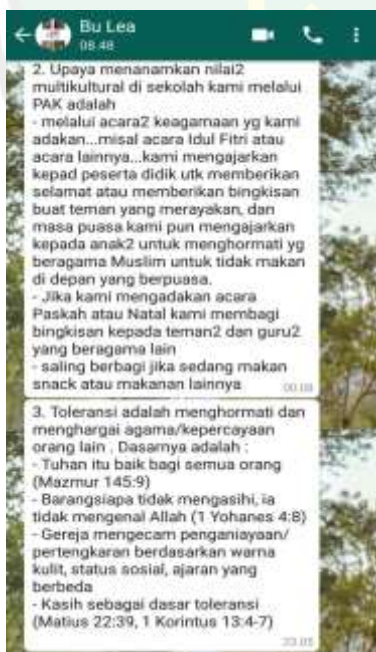 Bu Lea
08.48
2. Upaya menanamkan nilai2
multikultural di sekolah kami melalui
PAK adalah
- melalui acara2 keagamaan yg kami
adakan...misal acara Idul Fitri atau
acara lainnya...kami mengajarkan
kepad peserta didik utk memberikan
selamat atau memberikan bingkisan
buat teman yang merayakan, dan
masa puasa kami pun mengajarkan
kepada anak2 untuk menghormati yg
beragama Muslim untuk tidak makan
di depan yang berpuasa.
- Jika kami mengadakan acara
Paskah atau Natal kami membagi
bingkisan kepada teman2 dan guru2
yang beragama lain
- saling berbagi jika sedang makan
snack atau makanan lainnya
3. Toleransi adalah menghormati dan
menghargai agama/kepercayaan
orang lain . Dasarnya adalah :
- Tuhan itu baik bagi semua orang
(Mazmur 145:9)
- Barangsiapa tidak mengasihi, ia
tidak mengenal Allah (1 Yohanes 4:8)
- Gereja mengecam penganiayaan/
pertengkaran berdasarkan warna
kulit, status sosial, ajaran yang
berbeda
- Kasih sebagai dasar toleransi
(Matius 22:39, 1 Korintus 13:4-7)